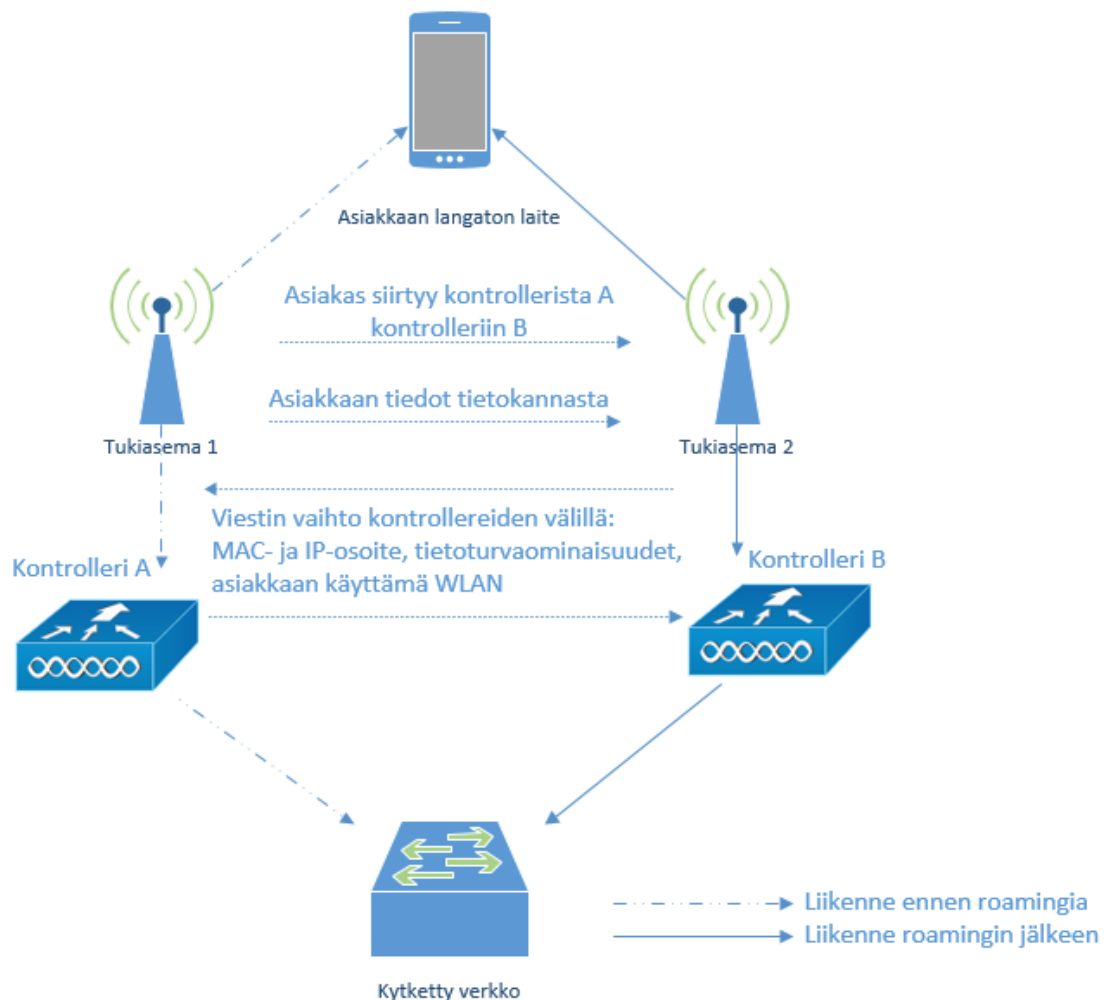 Asiakkaan langaton laite
Asiakas siirtyy kontrollerista A
kontrolleriin B
Asiakkaan tiedot tietokannasta
Tukiasema 1
Tukiasema 2
Viestin vaihto kontrollereiden välillä:
MAC- ja IP-osoite, tietoturvaominaisuudet,
asiakkaan käyttämä WLAN
Kontrolleri A
Kontrolleri B
Liikenne ennen roamingia
Liikenne roamingin jälkeen
Kytketty verkko